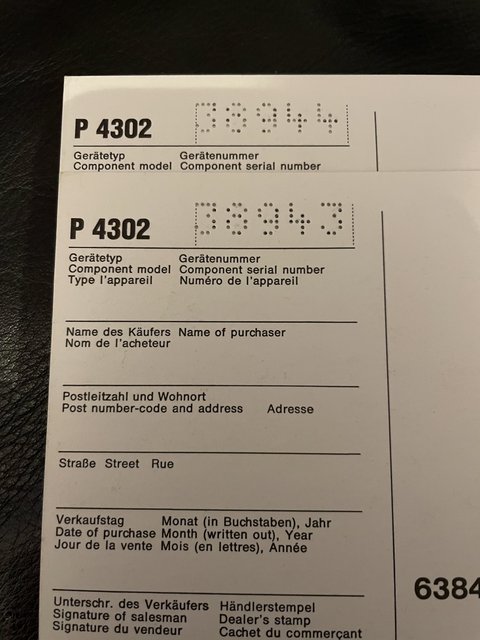 P 4302 38944
Gerätetyp Gerätenummer
Component model Component serial number
P 4302 38943
Gerätetyp Gerätenummer
Component model Component serial number
Type l'appareil Numéro de l'appareil
Name des Käufers Name of purchaser
Nom de l'acheteur
Postleitzahl und Wohnort
Post number-code and address Adresse
Straße Street Rue
Verkaufstag Monat (in Buchstaben), Jahr
Date of purchase Month (written out), Year
Jour de la vente Mois (en lettres), Année
6384
Unterschr. des Verkäufers Händlerstempel
Signature of salesman Dealer's stamp
Signature du vendeur Cachet du commerçant